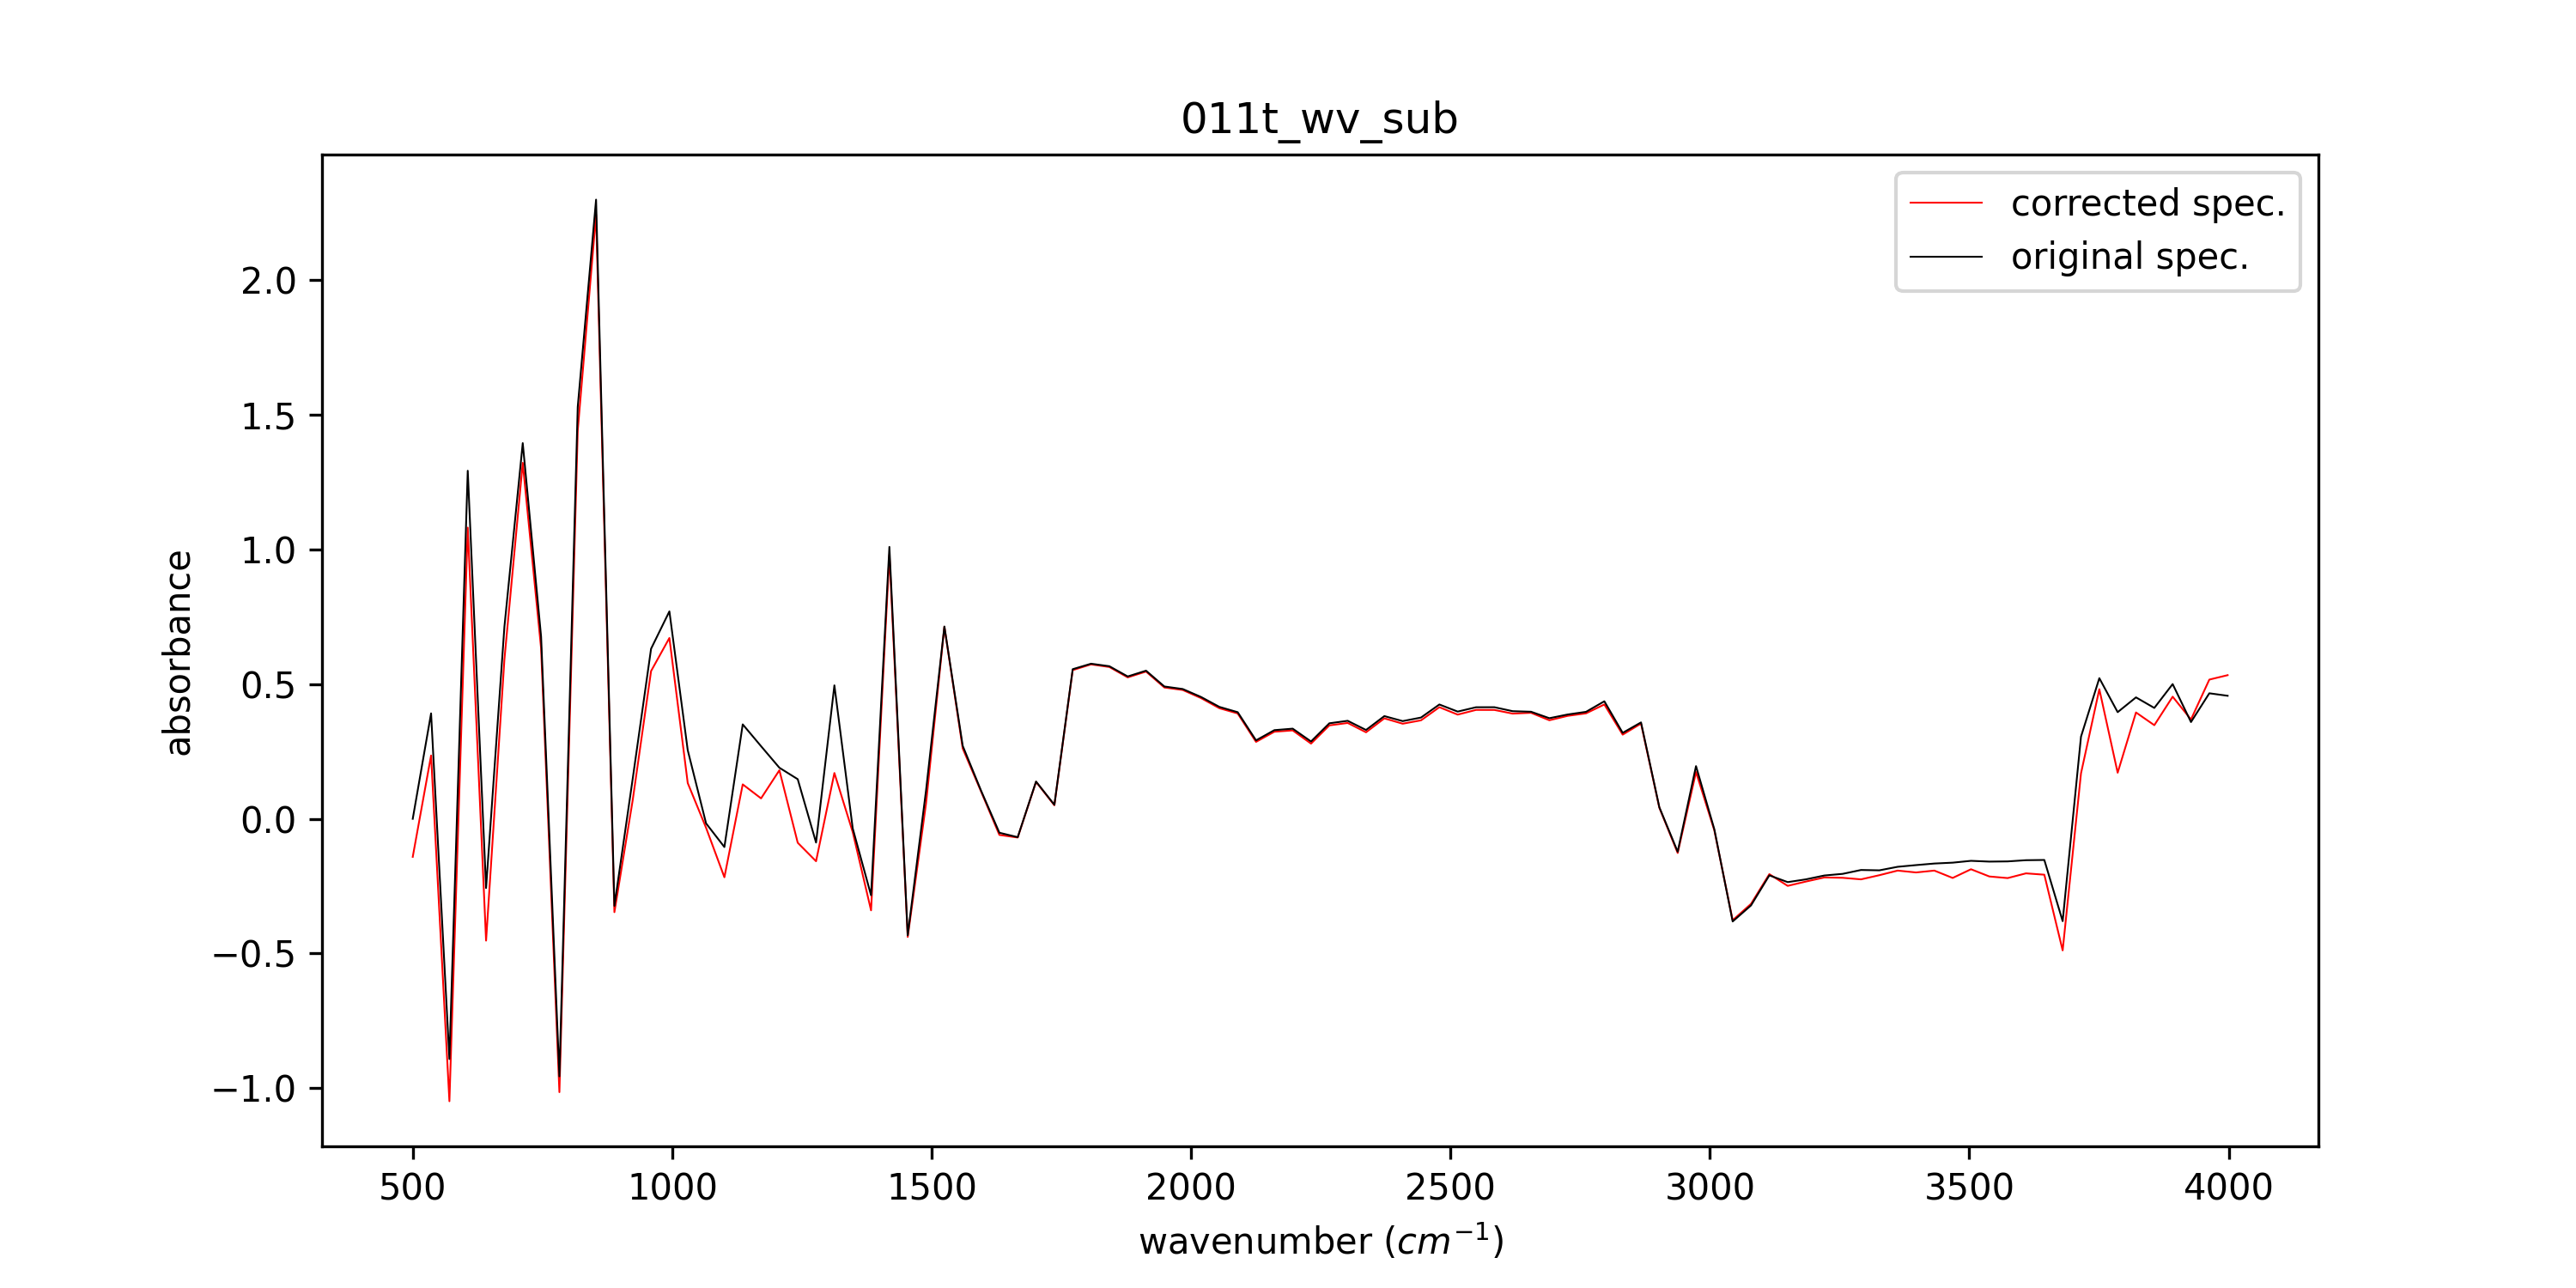 011t_wv_sub
corrected spec.
original spec.
2.0
1.5
1.0
0.5
0.0
−0.5
−1.0
absorbance
500 1000 1500 2000 2500 3000 3500 4000
wavenumber (cm⁻¹)